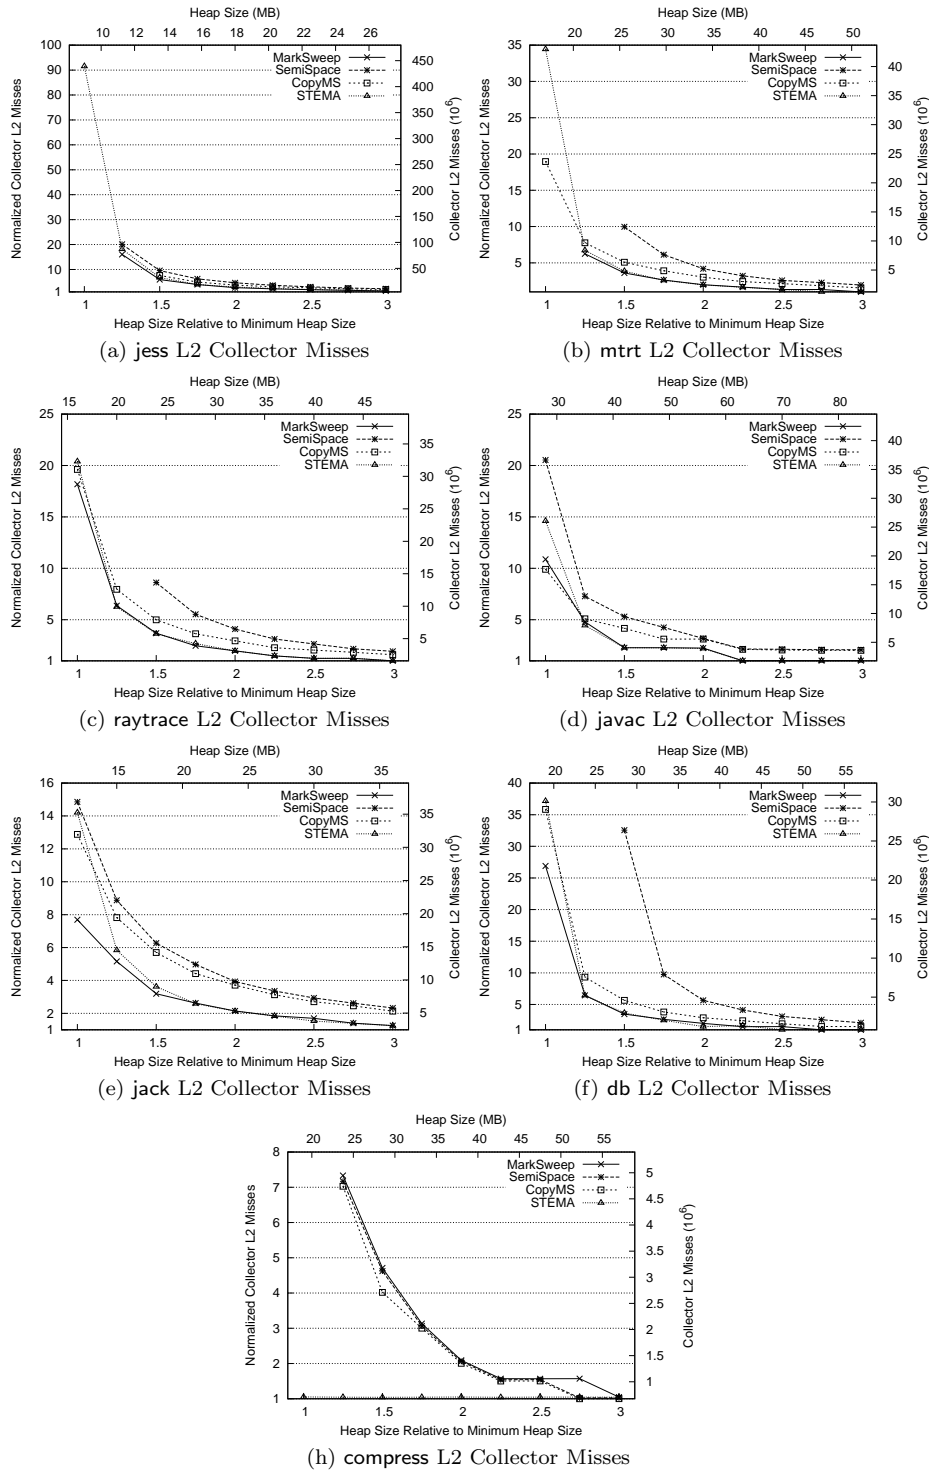 Heap Size (MB)
8 10 12 14 16 18 20 22 24 26
Normalized Collector L2 Misses
100
90
80
70
60
50
40
30
20
10
1
MarkSweep
SemiSpace
CopyMS
STEMA
450
400
350
300
250
200
150
100
50
Collector L2 Misses (10^6)
1 1.5 2 2.5 3
Heap Size Relative to Minimum Heap Size
(a) jess L2 Collector Misses
Heap Size (MB)
20 25 30 35 40 45 50
Normalized Collector L2 Misses
35
30
25
20
15
10
5
MarkSweep
SemiSpace
CopyMS
STEMA
40
35
30
25
20
15
10
5
Collector L2 Misses (10^6)
1 1.5 2 2.5 3
Heap Size Relative to Minimum Heap Size
(b) mtrt L2 Collector Misses
Heap Size (MB)
16 20 24 28 32 36 40 44
Normalized Collector L2 Misses
25
20
15
10
5
1
MarkSweep
SemiSpace
CopyMS
STEMA
35
30
25
20
15
10
5
Collector L2 Misses (10^6)
1 1.5 2 2.5 3
Heap Size Relative to Minimum Heap Size
(c) raytrace L2 Collector Misses
Heap Size (MB)
30 40 50 60 70 80
Normalized Collector L2 Misses
25
20
15
10
5
1
MarkSweep
SemiSpace
CopyMS
STEMA
40
35
30
25
20
15
10
5
Collector L2 Misses (10^6)
1 1.5 2 2.5 3
Heap Size Relative to Minimum Heap Size
(d) javac L2 Collector Misses
Heap Size (MB)
15 20 25 30 35
Normalized Collector L2 Misses
16
14
12
10
8
6
4
2
1
MarkSweep
SemiSpace
CopyMS
STEMA
35
30
25
20
15
10
5
Collector L2 Misses (10^6)
1 1.5 2 2.5 3
Heap Size Relative to Minimum Heap Size
(e) jack L2 Collector Misses
Heap Size (MB)
20 25 30 35 40 45 50 55
Normalized Collector L2 Misses
40
35
30
25
20
15
10
5
1
MarkSweep
SemiSpace
CopyMS
STEMA
30
25
20
15
10
5
Collector L2 Misses (10^6)
1 1.5 2 2.5 3
Heap Size Relative to Minimum Heap Size
(f) db L2 Collector Misses
Heap Size (MB)
20 25 30 35 40 45 50 55
Normalized Collector L2 Misses
8
7
6
5
4
3
2
1
MarkSweep
SemiSpace
CopyMS
STEMA
5
4.5
4
3.5
3
2.5
2
1.5
1
Collector L2 Misses (10^6)
1 1.5 2 2.5 3
Heap Size Relative to Minimum Heap Size
(h) compress L2 Collector Misses